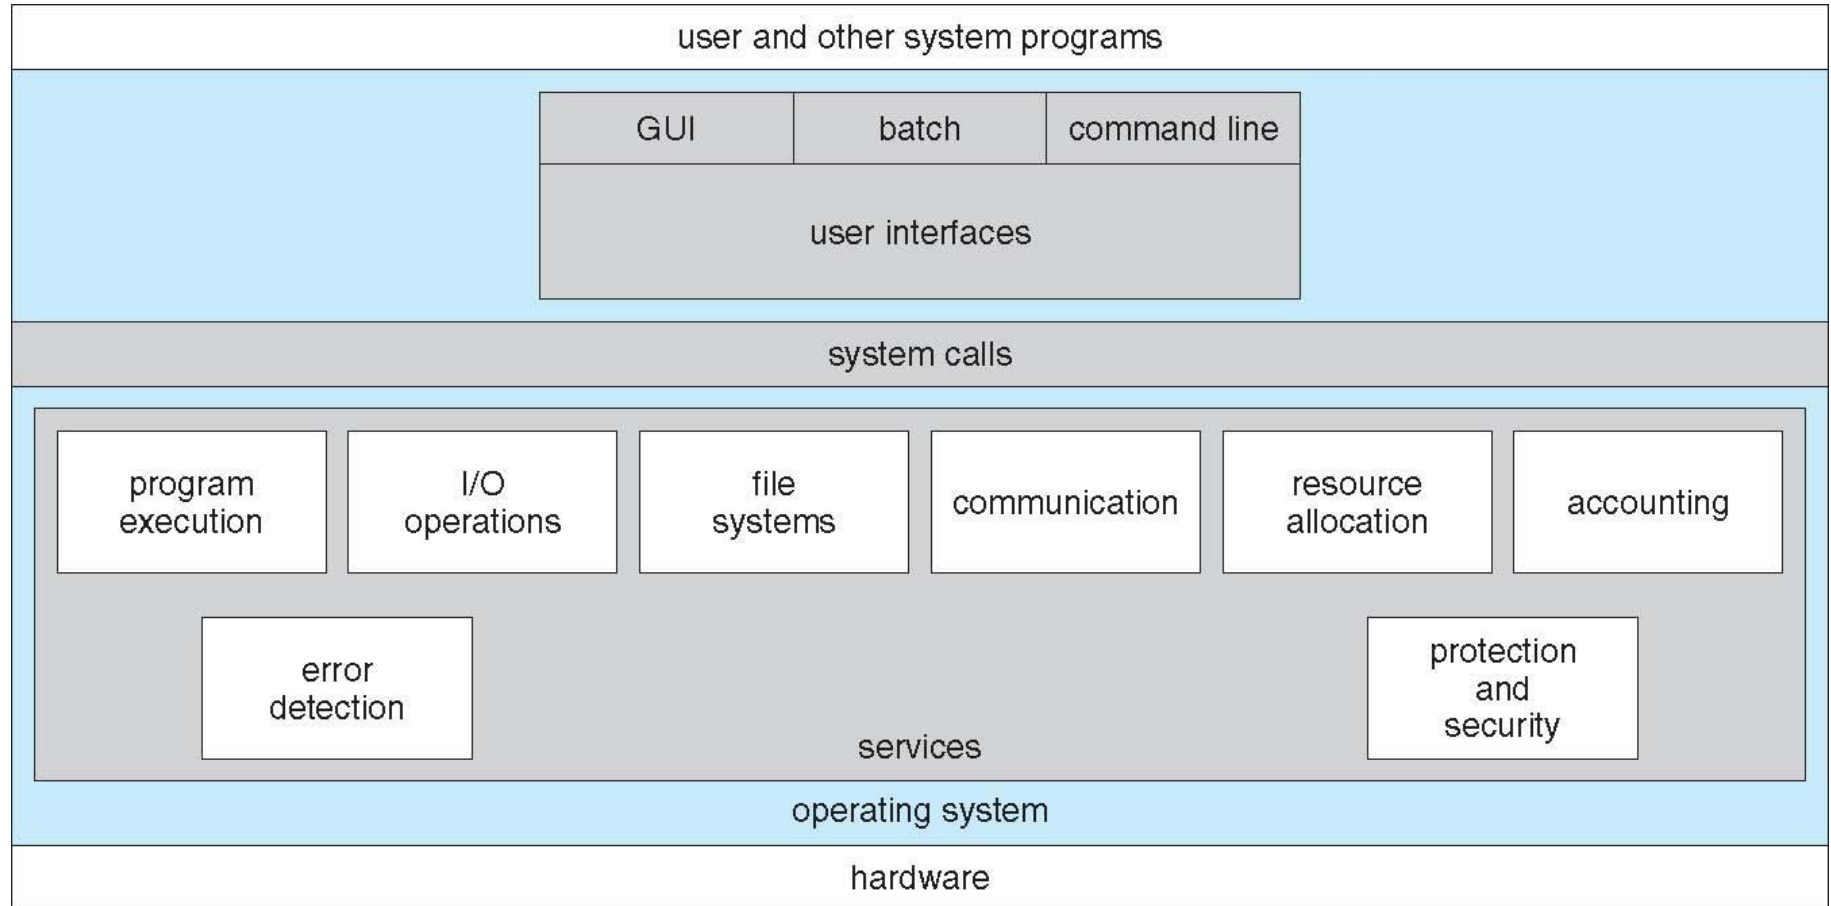 user and other system programs
GUI
batch
command line
user interfaces
system calls
program
execution
I/O
operations
file
systems
communication
resource
allocation
accounting
error
detection
protection
and
security
services
operating system
hardware